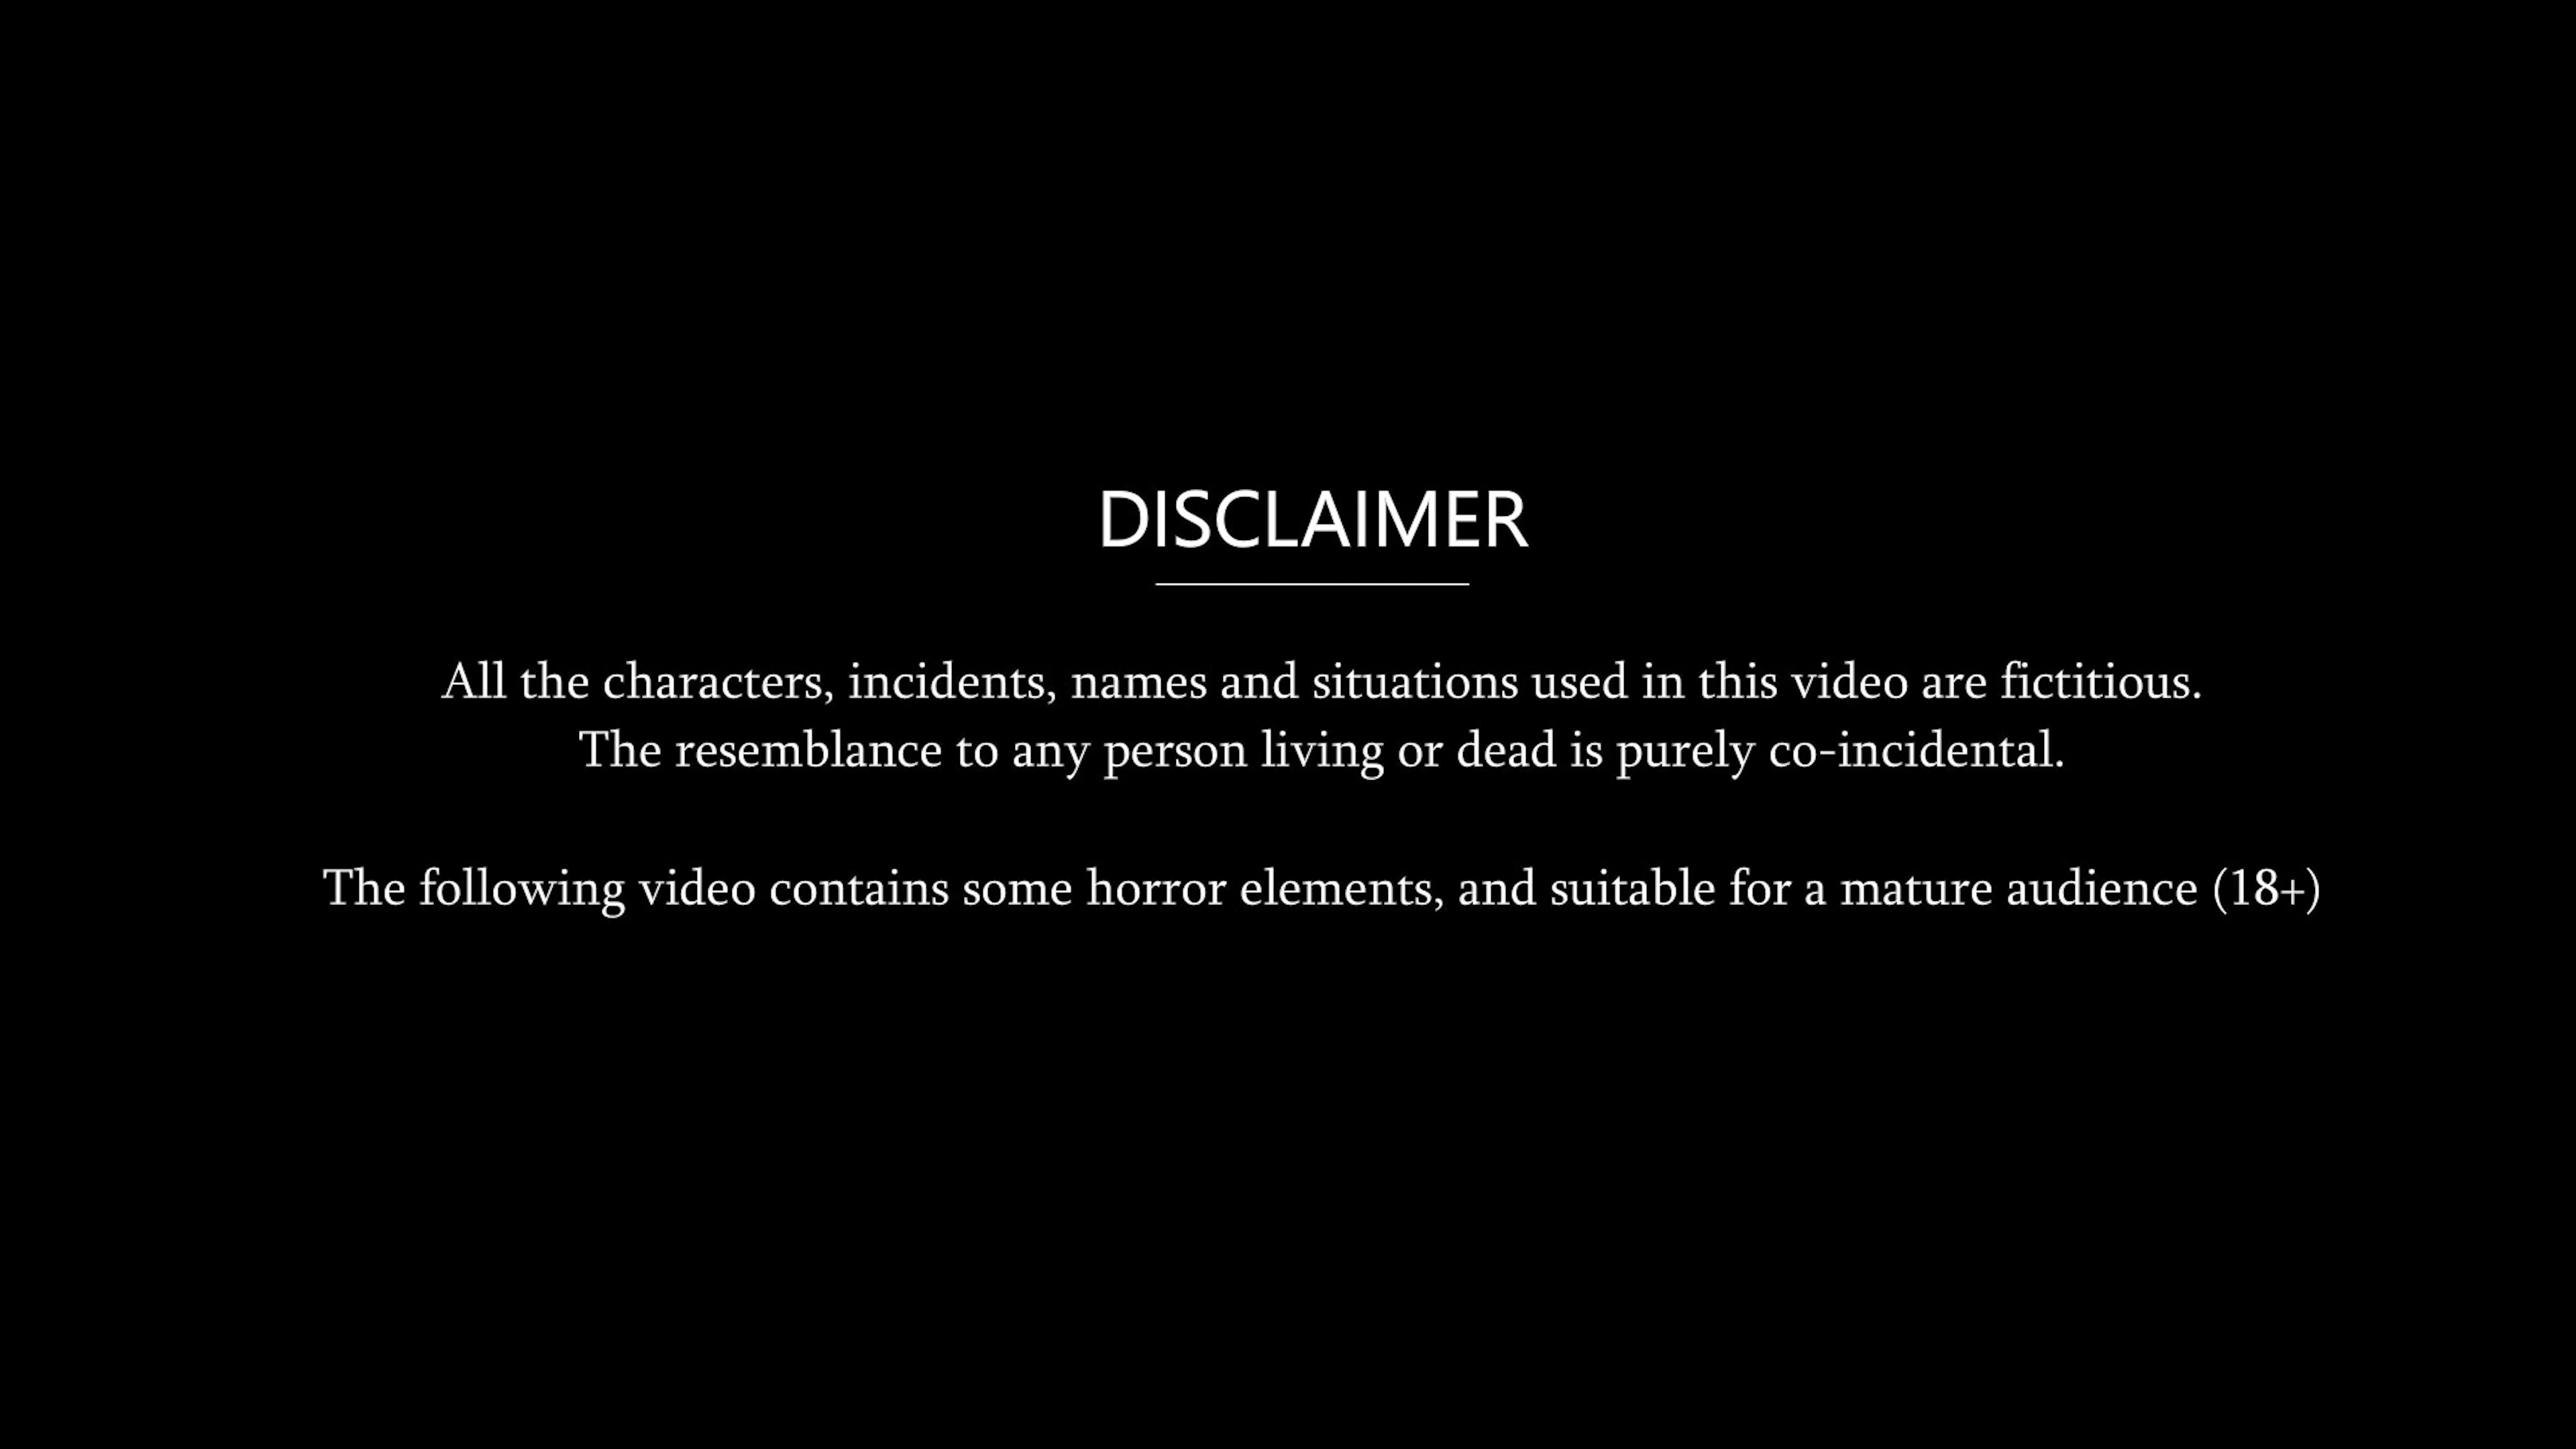 DISCLAIMER
All the characters, incidents, names and situations used in this video are fictitious.
The resemblance to any person living or dead is purely co-incidental.
The following video contains some horror elements, and suitable for a mature audience (18+)